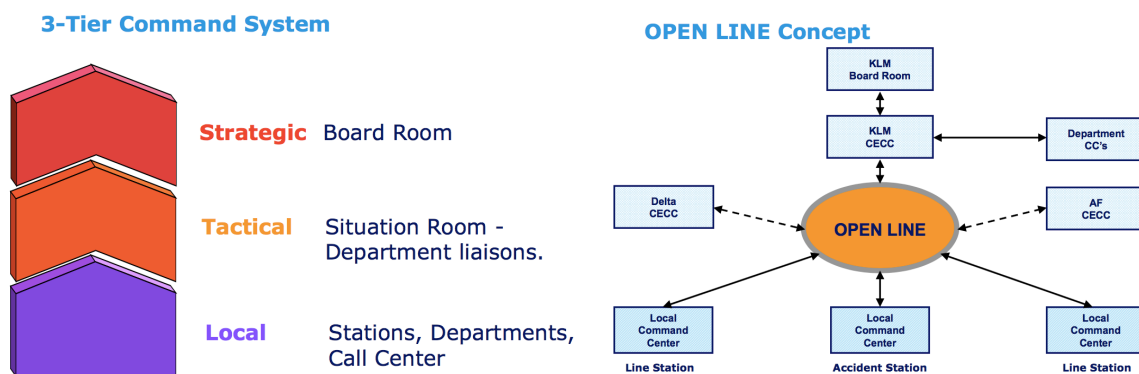 3-Tier Command System
Strategic Board Room
Tactical Situation Room -
Department liaisons.
Local Stations, Departments,
Call Center
OPEN LINE Concept
KLM
Board Room
KLM
CECC
Department
CC's
Delta
CECC
AF
CECC
OPEN LINE
Local
Command
Center
Line Station
Local
Command
Center
Accident Station
Local
Command
Center
Line Station